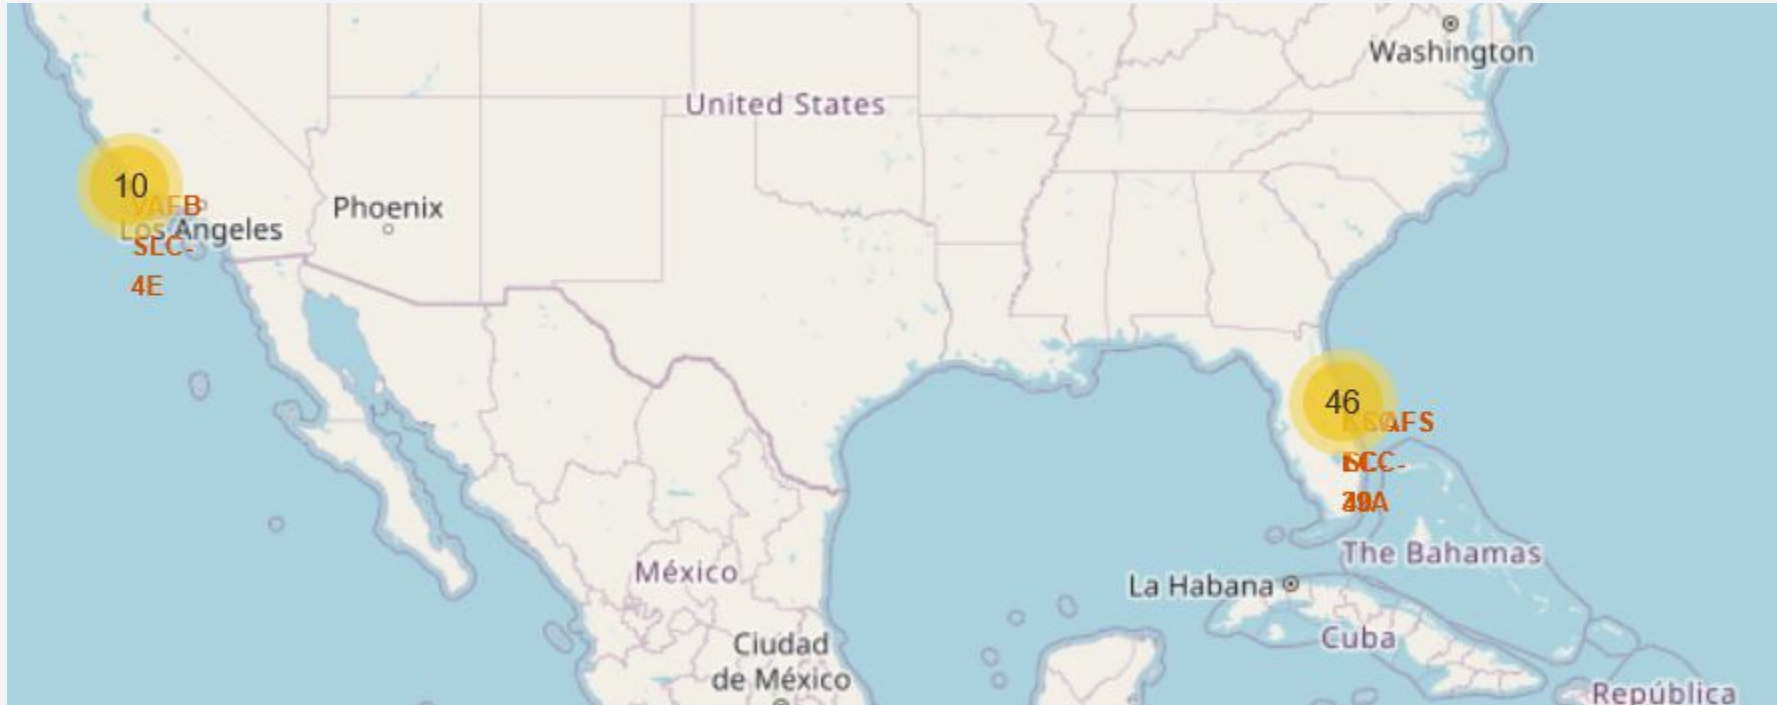 Washington
United States
10
VAFB
Los Angeles
SLC-
4E
Phoenix
46
The Bahamas
La Habana
México
Cuba
Ciudad
de México
República